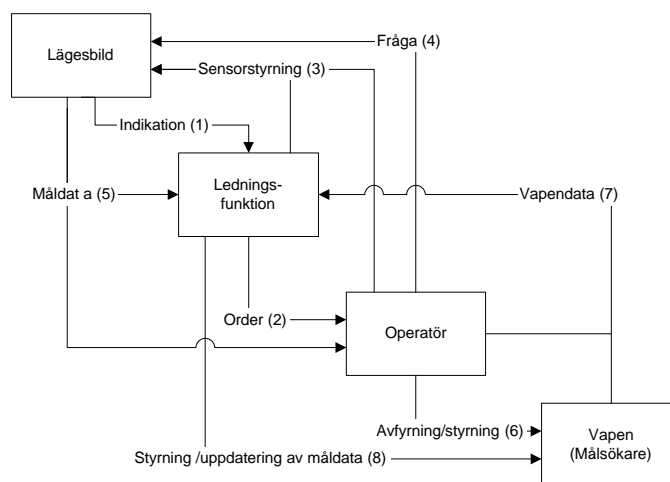 Lägesbild
Fråga (4)
Sensorstyrning (3)
Indikation (1)
Lednings-
funktion
Måldat a (5)
Vapendata (7)
Order (2)
Operatör
Avfyrning/styrning (6)
Styrning /uppdatering av måldata (8)
Vapen
(Målsökare)